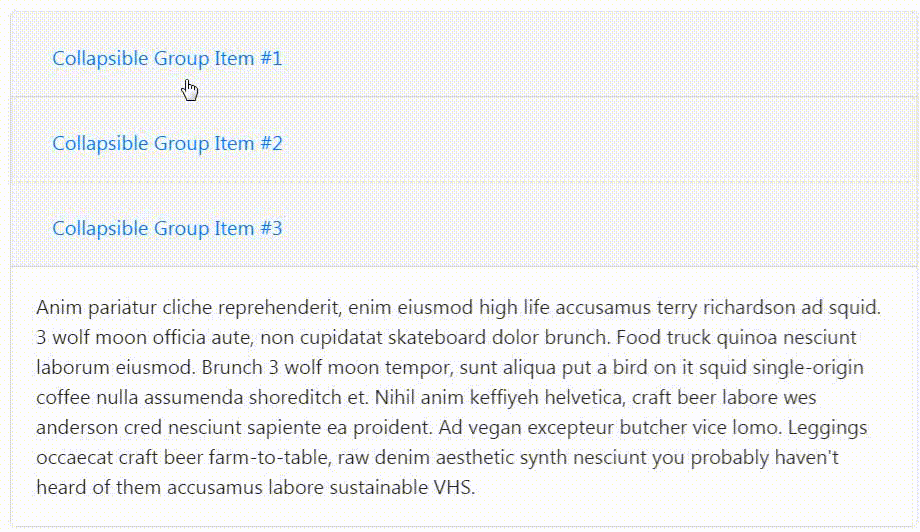 Collapsible Group Item #1
Collapsible Group Item #2
Collapsible Group Item #3
Anim pariatur cliche reprehenderit, enim eiusmod high life accusamus terry richardson ad squid.
3 wolf moon officia aute, non cupidatat skateboard dolor brunch. Food truck quinoa nesciunt
laborum eiusmod. Brunch 3 wolf moon tempor, sunt aliqua put a bird on it squid single-origin
coffee nulla assumenda shoreditch et. Nihil anim keffiyeh helvetica, craft beer labore wes
anderson cred nesciunt sapiente ea proident. Ad vegan excepteur butcher vice lomo. Leggings
occaecat craft beer farm-to-table, raw denim aesthetic synth nesciunt you probably haven't
heard of them accusamus labore sustainable VHS.